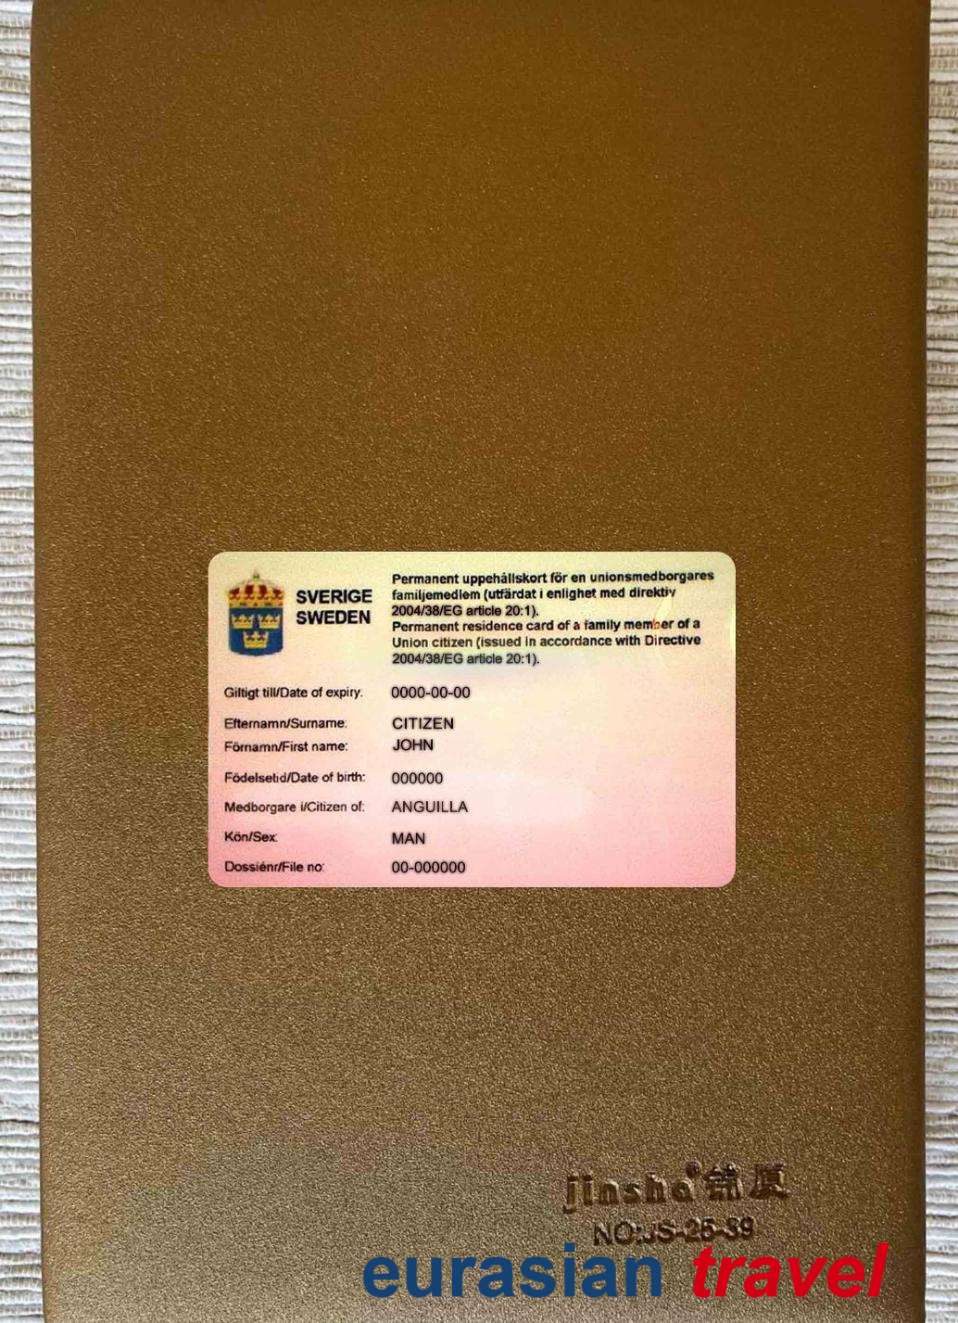 SVERIGE
SWEDEN
Permanent uppehållskort för en unionsmedborgares
familjemedlem (utfärdat i enlighet med direktiv
2004/38/EG article 20:1).
Permanent residence card of a family member of a
Union citizen (issued in accordance with Directive
2004/38/EG article 20:1).
Giltigt till/Date of expiry: 0000-00-00
Efternamn/Surname: CITIZEN
Förnamn/First name: JOHN
Födelsetid/Date of birth: 000000
Medborgare i/Citizen of: ANGUILLA
Kön/Sex: MAN
Dossiénr/File no: 00-000000
jinsha®
NO:JS-25-89
eurasian travel